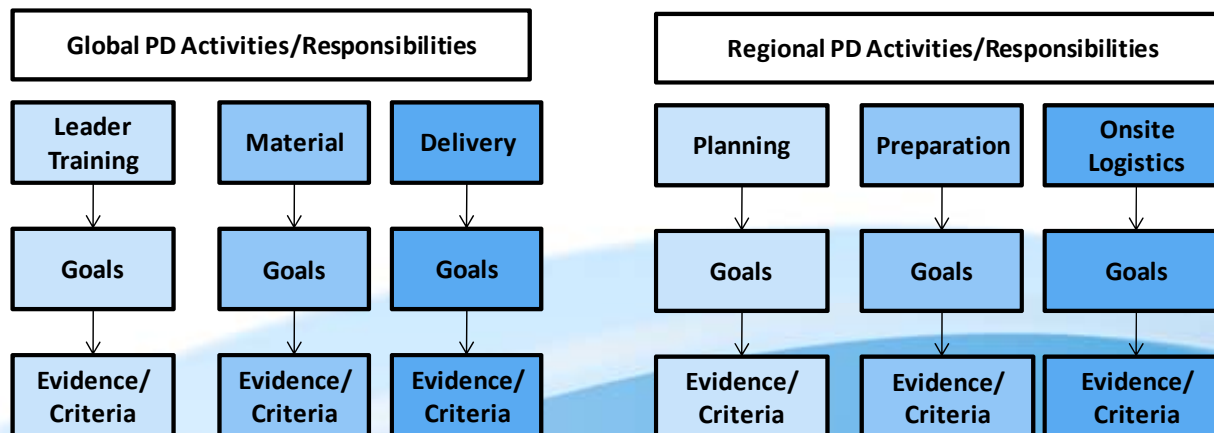 Global PD Activities/Responsibilities
Leader
Training
Material
Delivery
Goals
Goals
Goals
Evidence/
Criteria
Evidence/
Criteria
Evidence/
Criteria
Regional PD Activities/Responsibilities
Planning
Preparation
Onsite
Logistics
Goals
Goals
Goals
Evidence/
Criteria
Evidence/
Criteria
Evidence/
Criteria